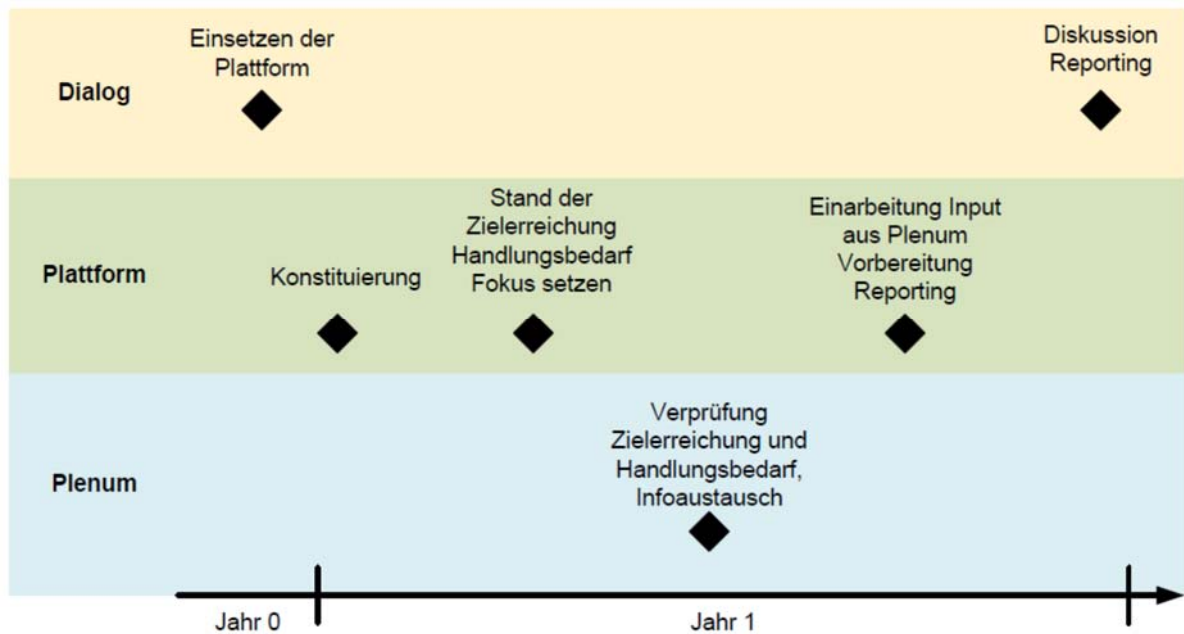 Dialog
Einsetzen der
Plattform
Diskussion
Reporting
Plattform
Konstituierung
Stand der
Zielerreichung
Handlungsbedarf
Fokus setzen
Einarbeitung Input
aus Plenum
Vorbereitung
Reporting
Plenum
Verprüfung
Zielerreichung und
Handlungsbedarf,
Infoaustausch
Jahr 0
Jahr 1